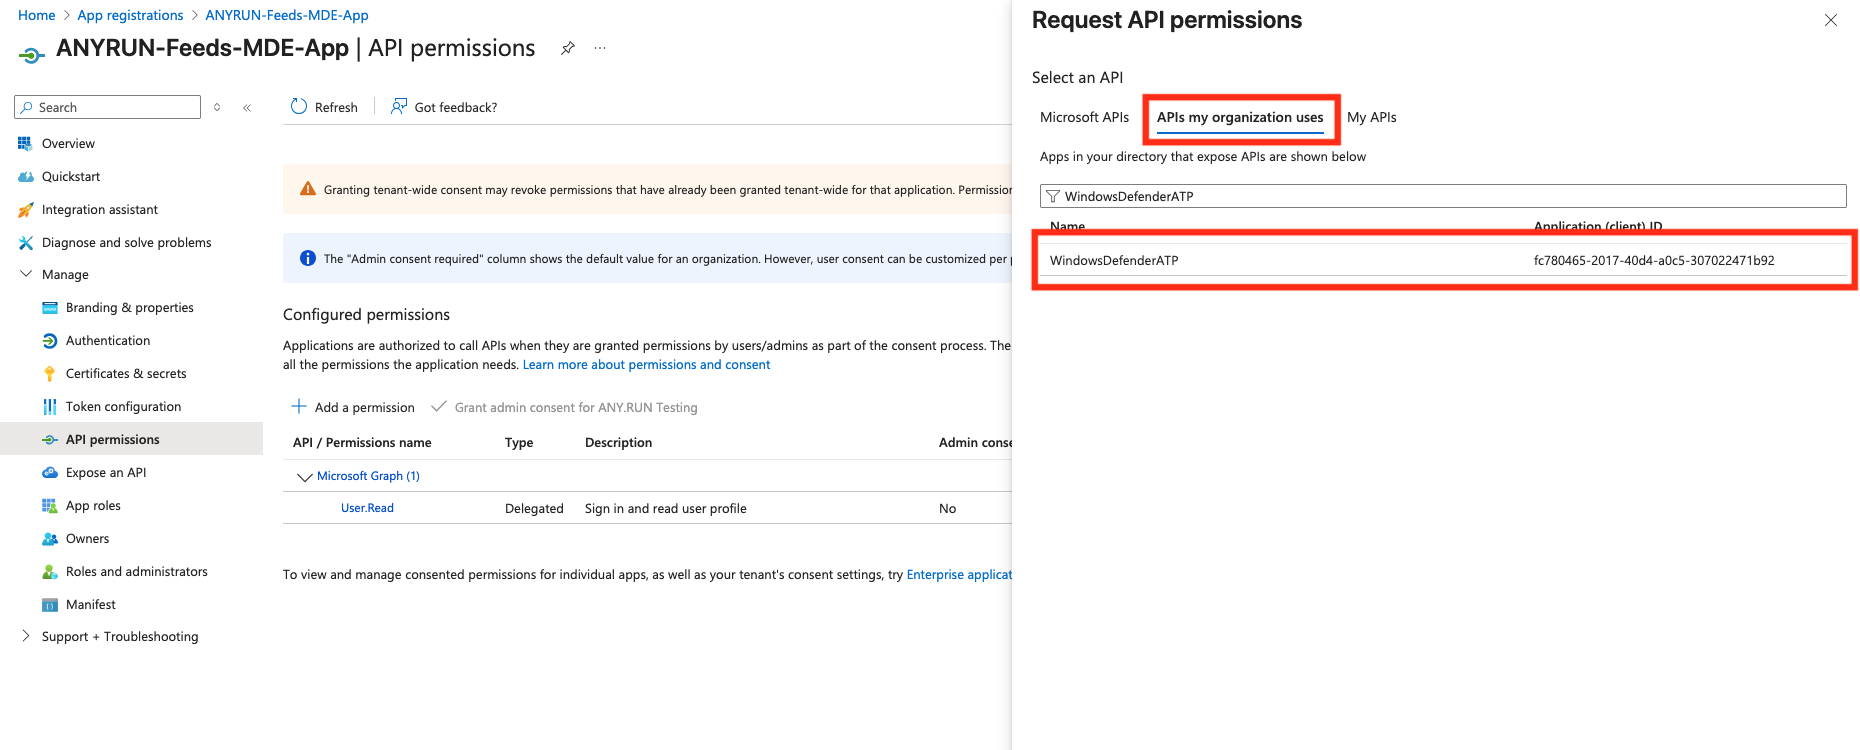 Home > App registrations > ANYRUN-Feeds-MDE-App
ANYRUN-Feeds-MDE-App | API permissions
Search
Overview
Quickstart
Integration assistant
Diagnose and solve problems
Manage
Branding & properties
Authentication
Certificates & secrets
Token configuration
API permissions
Expose an API
App roles
Owners
Roles and administrators
Manifest
Support + Troubleshooting
Refresh
Got feedback?
Granting tenant-wide consent may revoke permissions that have already been granted tenant-wide for that application. Permission
The "Admin consent required" column shows the default value for an organization. However, user consent can be customized per
Configured permissions
Applications are authorized to call APIs when they are granted permissions by users/admins as part of the consent process. The
all the permissions the application needs. Learn more about permissions and consent
Add a permission Grant admin consent for ANY.RUN Testing
API / Permissions name Type Description Admin conse
Microsoft Graph (1)
User.Read Delegated Sign in and read user profile No
To view and manage consented permissions for individual apps, as well as your tenant's consent settings, try Enterprise applicat
Request API permissions
Select an API
Microsoft APIs APIs my organization uses My APIs
Apps in your directory that expose APIs are shown below
WindowsDefenderATP
Name Application (client) ID
WindowsDefenderATP fc780465-2017-40d4-a0c5-307022471b92